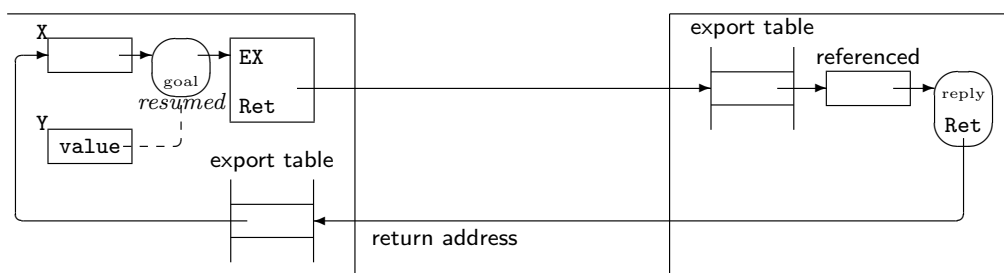 X
EX
goal
resumed
Ret
Y
value
export table
return address
export table
referenced
reply
Ret